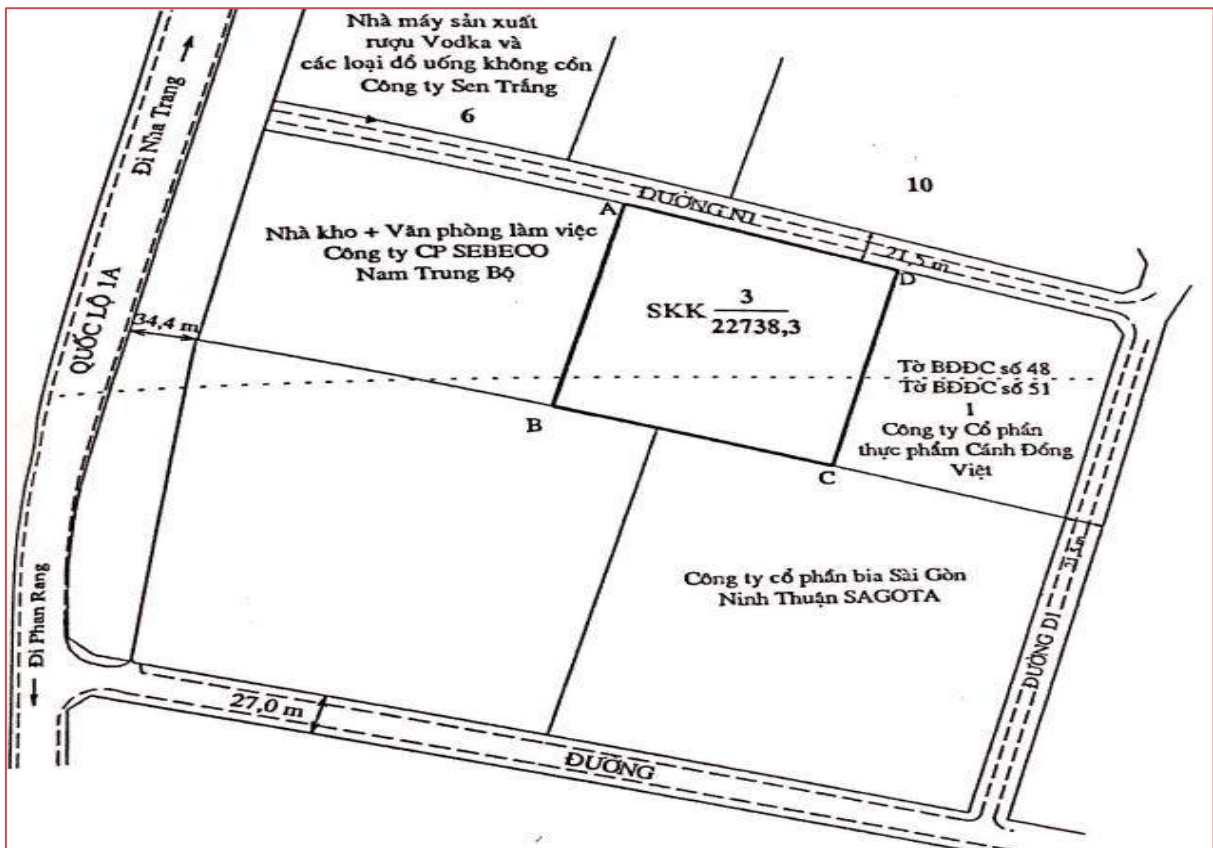 Nhà máy sản xuất
rượu Vodka và
các loại đồ uống không cồn
Công ty Sen Trắng
6
Đi Nha Trang
10
ĐƯỜNG N1
21,5 m
A
D
Nhà kho + Văn phòng làm việc
Công ty CP SEBECO
Nam Trung Bộ
SKK 3
22738,3
QUỐC LỘ 1A
34,4 m
Tờ BĐĐC số 48
Tờ BĐĐC số 51
1
Công ty Cổ phần
thực phẩm Cánh Đồng
Việt
B
C
Công ty cổ phần bia Sài Gòn
Ninh Thuận SAGOTA
ĐƯỜNG D1
Đi Phan Rang
27,0 m
ĐƯỜNG